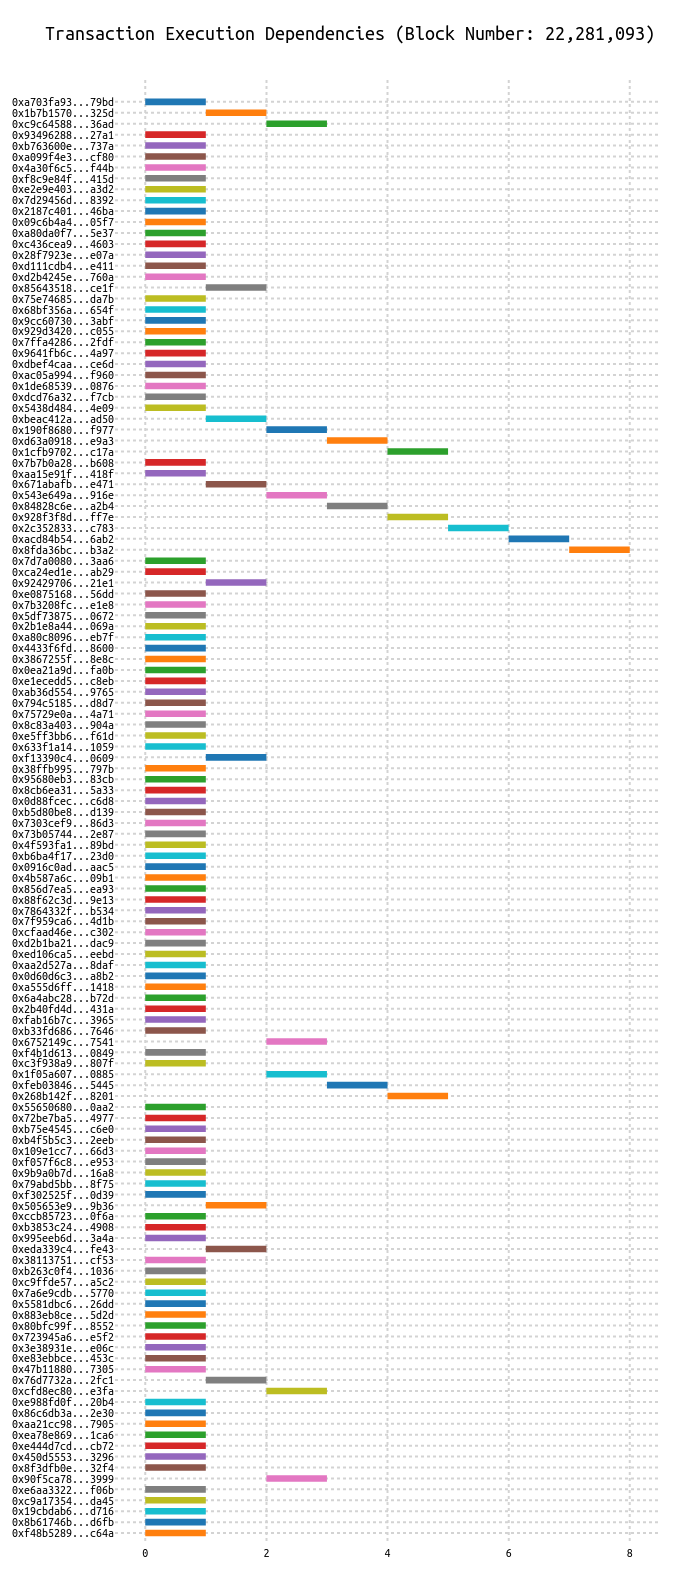 Transaction Execution Dependencies (Block Number: 22,281,093)
0xa703fa93...79bd
0x1b7b1570...325d
0xc9c64588...36ad
0x93496288...27a1
0xb763600e...737a
0xa099f4e3...cf80
0x4a30f6c5...f44b
0xf8c9e84f...415d
0xe2e9e403...a3d2
0x7d29456d...8392
0x2187c401...46ba
0x09c6b4a4...05f7
0xa80da0f7...5e37
0xc436cea9...4603
0x28f7923e...e07a
0xd111cdb4...e411
0xd2b4245e...760a
0x85643518...ce1f
0x75e74685...da7b
0x68bf356a...654f
0x9cc60730...3abf
0x929d3420...c055
0x7ffa4286...2fdf
0x9641fb6c...4a97
0xdbef4caa...ce6d
0xac05a994...f960
0x1de68539...0876
0xdcd76a32...f7cb
0x5438d484...4e09
0xbeac412a...ad50
0x190f8680...f977
0xd63a0918...e9a3
0x1cfb9702...c17a
0x7b7b0a28...b608
0xaa15e91f...418f
0x671abafb...e471
0x543e649a...916e
0x84828c6e...a2b4
0x928f3f8d...ff7e
0x2c352833...c783
0xacd84b54...6ab2
0x8fda36bc...b3a2
0x7d7a0080...3aa6
0xca24ed1e...ab29
0x92429706...21e1
0xe0875168...56dd
0x7b3208fc...e1e8
0x5df73875...0672
0x2b1e8a44...069a
0xa80c8096...eb7f
0x4433f6fd...8600
0x3867255f...8e8c
0x0ea21a9d...fa0b
0xe1ecedd5...c8eb
0xab36d554...9765
0x794c5185...d8d7
0x75729e0a...4a71
0x8c83a403...904a
0xe5ff3bb6...f61d
0x633f1a14...1059
0xf13390c4...0609
0x38ffb995...797b
0x95680eb3...83cb
0x8cb6ea31...5a33
0x0d88fcec...c6d8
0xb5d80be8...d139
0x7303cef9...86d3
0x73b05744...2e87
0x4f593fa1...89bd
0xb6ba4f17...23d0
0x0916c0ad...aac5
0x4b587a6c...09b1
0x856d7ea5...ea93
0x88f62c3d...9e13
0x7864332f...b534
0x7f959ca6...4d1b
0xcfaad46e...c302
0xd2b1ba21...dac9
0xed106ca5...eebd
0xaa2d527a...8daf
0x0d60d6c3...a8b2
0xa555d6ff...1418
0x6a4abc28...b72d
0x2b40fd4d...431a
0xfab16b7c...3965
0xb33fd686...7646
0x6752149c...7541
0xf4b1d613...0849
0xc3f938a9...807f
0x1f05a607...0885
0xfeb03846...5445
0x268b142f...8201
0x55650680...0aa2
0x72be7ba5...4977
0xb75e4545...c6e0
0xb4f5b5c3...2eeb
0x109e1cc7...66d3
0xf057f6c8...e953
0x9b9a0b7d...16a8
0x79abd5bb...8f75
0xf302525f...0d39
0x505653e9...9b36
0xccb85723...0f6a
0xb3853c24...4908
0x995eeb6d...3a4a
0xeda339c4...fe43
0x38113751...cf53
0xb263c0f4...1036
0xc9ffde57...a5c2
0x7a6e9cdb...5770
0x5581dbc6...26dd
0x883eb8ce...5d2d
0x80bfc99f...8552
0x723945a6...e5f2
0x3e38931e...e06c
0xe83ebbce...453c
0x47b11880...7305
0x76d7732a...2fc1
0xcfd8ec80...e3fa
0xe988fd0f...20b4
0x86c6db3a...2e30
0xaa21cc98...7905
0xea78e869...1ca6
0xe444d7cd...cb72
0x450d5553...3296
0x8f3dfb0e...32f4
0x90f5ca78...3999
0xe6aa3322...f06b
0xc9a17354...da45
0x19cbdab6...d716
0x8b61746b...d6fb
0xf48b5289...c64a
0 2 4 6 8